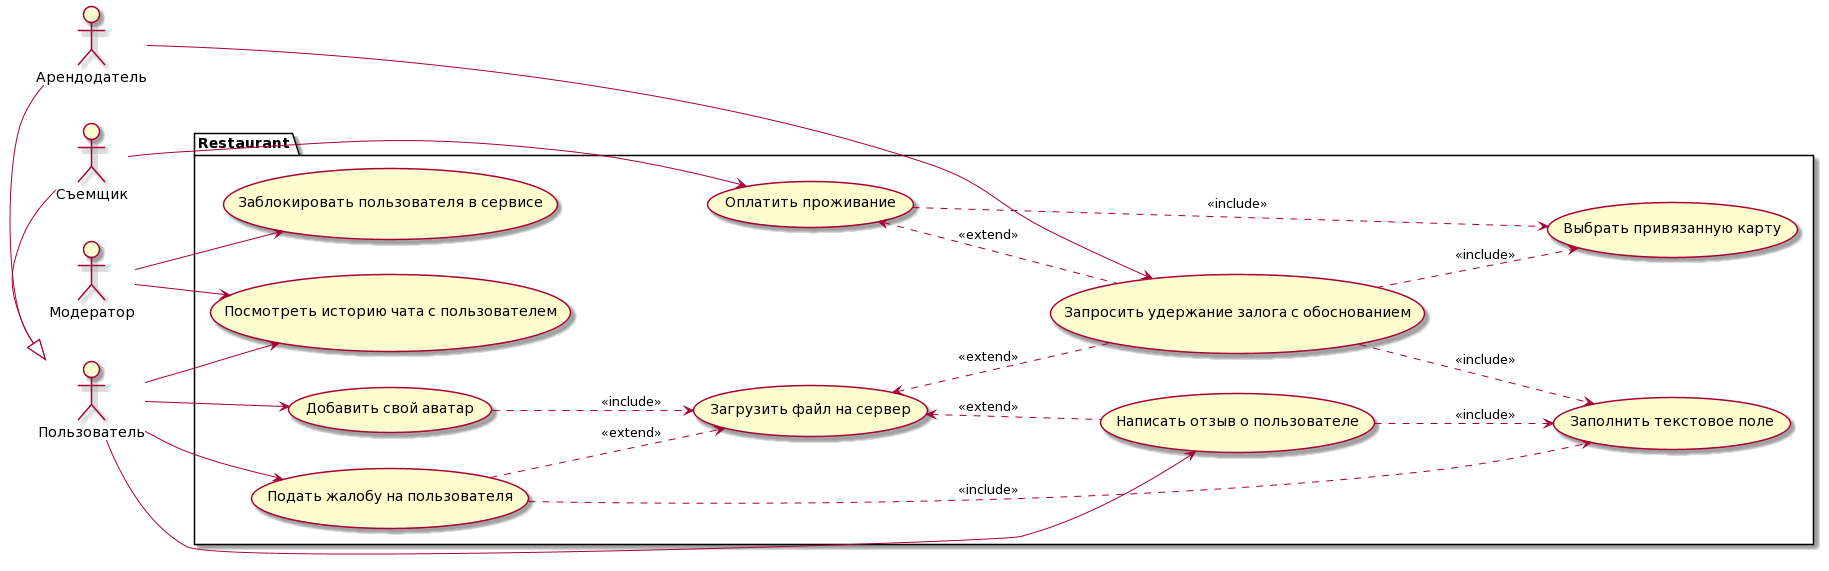 Арендодатель
Съемщик
Модератор
Пользователь
Restaurant
Заблокировать пользователя в сервисе
Посмотреть историю чата с пользователем
Добавить свой аватар
Подать жалобу на пользователя
Оплатить проживание
Загрузить файл на сервер
Запросить удержание залога с обоснованием
Написать отзыв о пользователе
Выбрать привязанную карту
Заполнить текстовое поле
«include»
«extend»
«include»
«extend»
«include»
«extend»
«include»
«extend»
«include»
«include»